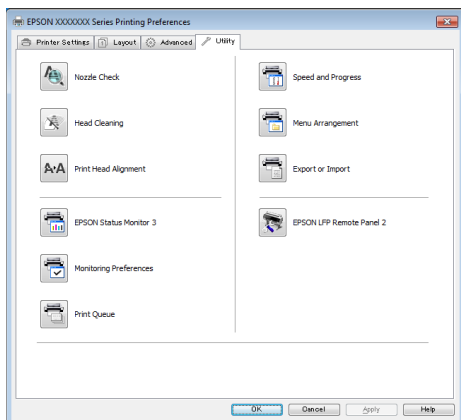 EPSON XXXXXXX Series Printing Preferences
Printer Settings Layout Advanced Utility
Nozzle Check
Head Cleaning
Print Head Alignment
EPSON Status Monitor 3
Monitoring Preferences
Print Queue
Speed and Progress
Menu Arrangement
Export or Import
EPSON LFP Remote Panel 2
OK Cancel Apply Help